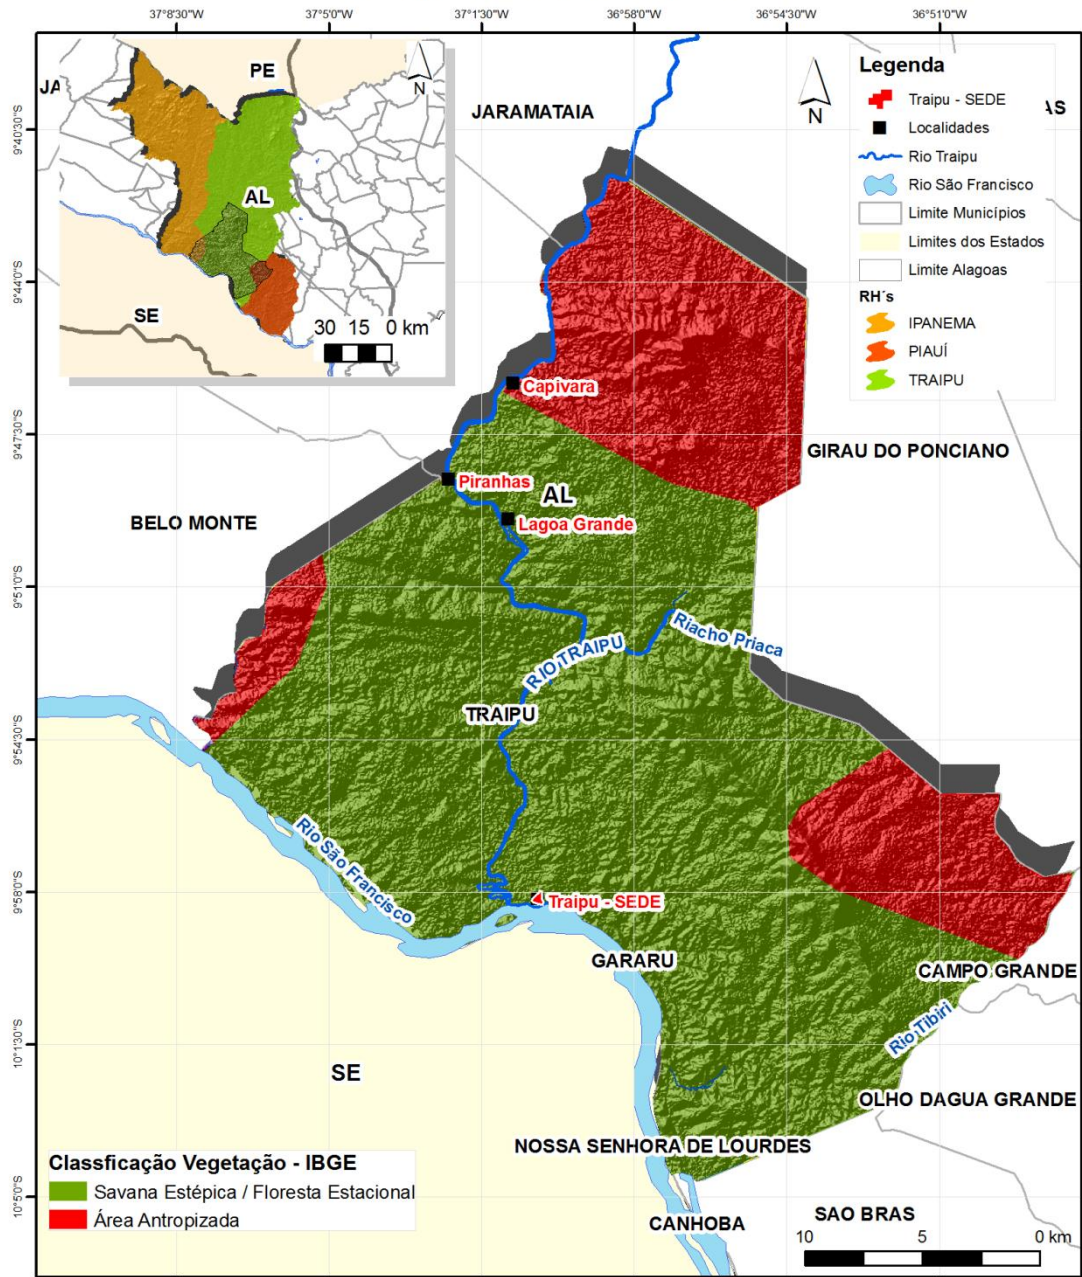 37°8'30"W
37°5'0"W
37°1'30"W
36°58'0"W
36°54'30"W
36°51'0"W
9°40'30"S
9°44'0"S
9°47'30"S
9°51'0"S
9°54'30"S
9°58'0"S
10°1'30"S
10°5'0"S
PE
JA
AL
SE
N
30 15 0 km
JARAMATAIA
N
AS
Legenda
Traipu - SEDE
Localidades
Rio Traipu
Rio São Francisco
Limite Municípios
Limites dos Estados
Limite Alagoas
RH´s
IPANEMA
PIAUÍ
TRAIPU
Capivara
GIRAU DO PONCIANO
Piranhas
AL
Lagoa Grande
BELO MONTE
Riacho Priaca
RIO TRAIPU
TRAIPU
Rio São Francisco
Traipu - SEDE
GARARU
CAMPO GRANDE
Rio Tibiri
SE
OLHO DAGUA GRANDE
NOSSA SENHORA DE LOURDES
Classficação Vegetação - IBGE
Savana Estépica / Floresta Estacional
Área Antropizada
CANHOBA
SAO BRAS
10 5 0 km